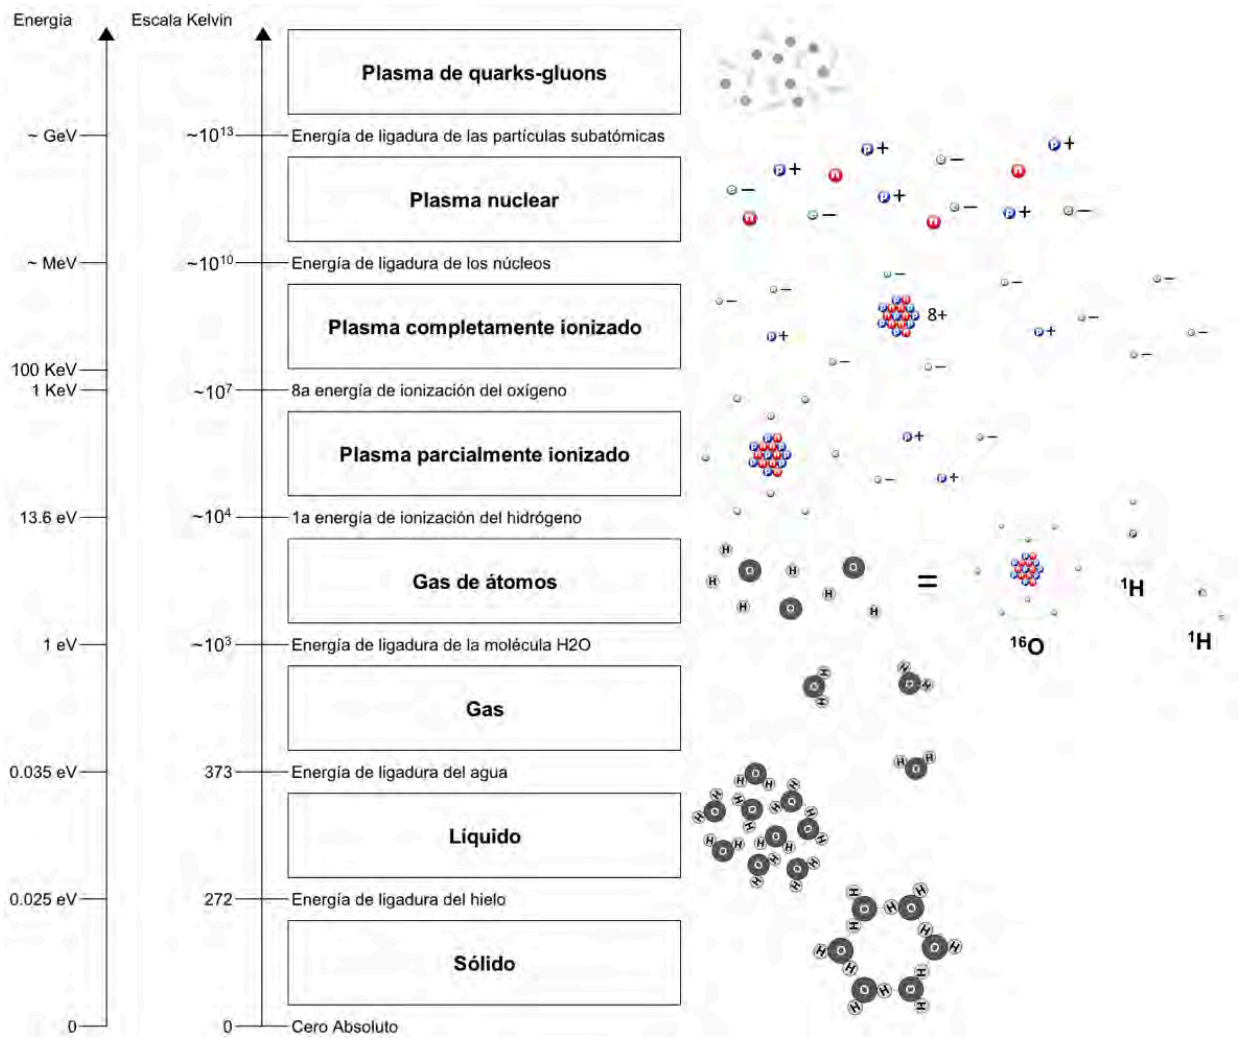 Energía Escala Kelvin
Plasma de quarks-gluons
~ GeV ~10¹³ Energía de ligadura de las partículas subatómicas
Plasma nuclear
~ MeV ~10¹⁰ Energía de ligadura de los núcleos
8+
Plasma completamente ionizado
100 KeV
1 KeV ~10⁷ 8a energía de ionización del oxígeno
Plasma parcialmente ionizado
13.6 eV ~10⁴ 1a energía de ionización del hidrógeno
Gas de átomos
=
¹H
1 eV ~10³ Energía de ligadura de la molécula H2O
¹⁶O ¹H
Gas
0.035 eV 373 Energía de ligadura del agua
Líquido
0.025 eV 272 Energía de ligadura del hielo
Sólido
0 0 Cero Absoluto